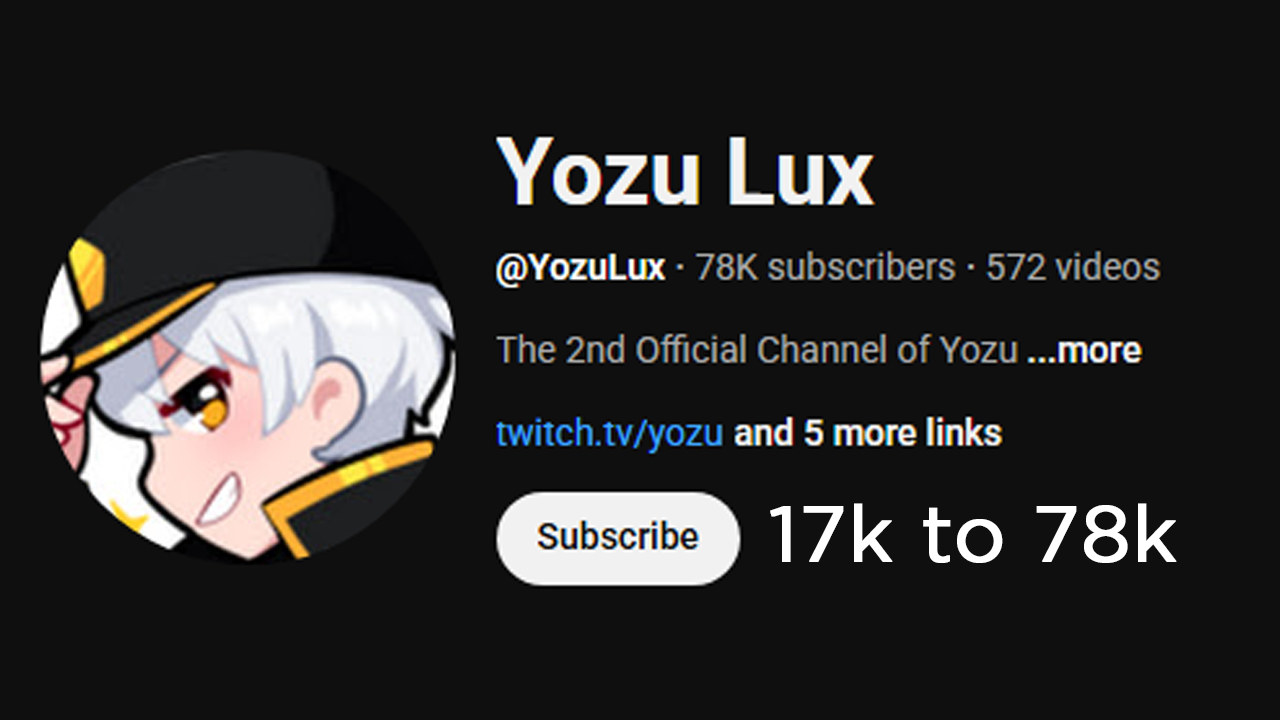 Yozu Lux
@YozuLux · 78K subscribers · 572 videos
The 2nd Official Channel of Yozu ...more
twitch.tv/yozu and 5 more links
Subscribe 17k to 78k